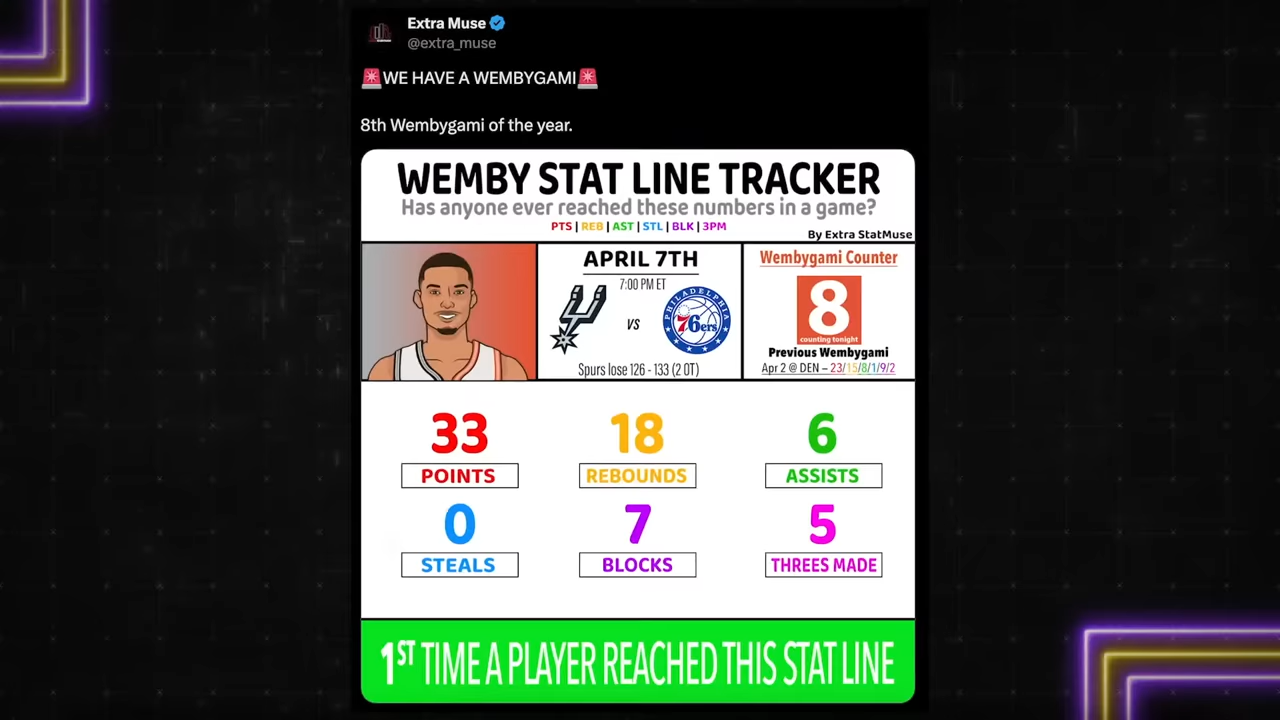 Extra Muse
@extra_muse
🚨WE HAVE A WEMBYGAMI🚨
8th Wembygami of the year.
WEMBY STAT LINE TRACKER
Has anyone ever reached these numbers in a game?
PTS | REB | AST | STL | BLK | 3PM
By Extra StatMuse
APRIL 7TH
7:00 PM ET
VS
PHILADELPHIA
76ers
Spurs lose 126 - 133 (2 OT)
Wembygami Counter
8
counting tonight
Previous Wembygami
Apr 2 @ DEN – 23/15/8/1/9/2
33
POINTS
18
REBOUNDS
6
ASSISTS
0
STEALS
7
BLOCKS
5
THREES MADE
1ST TIME A PLAYER REACHED THIS STAT LINE